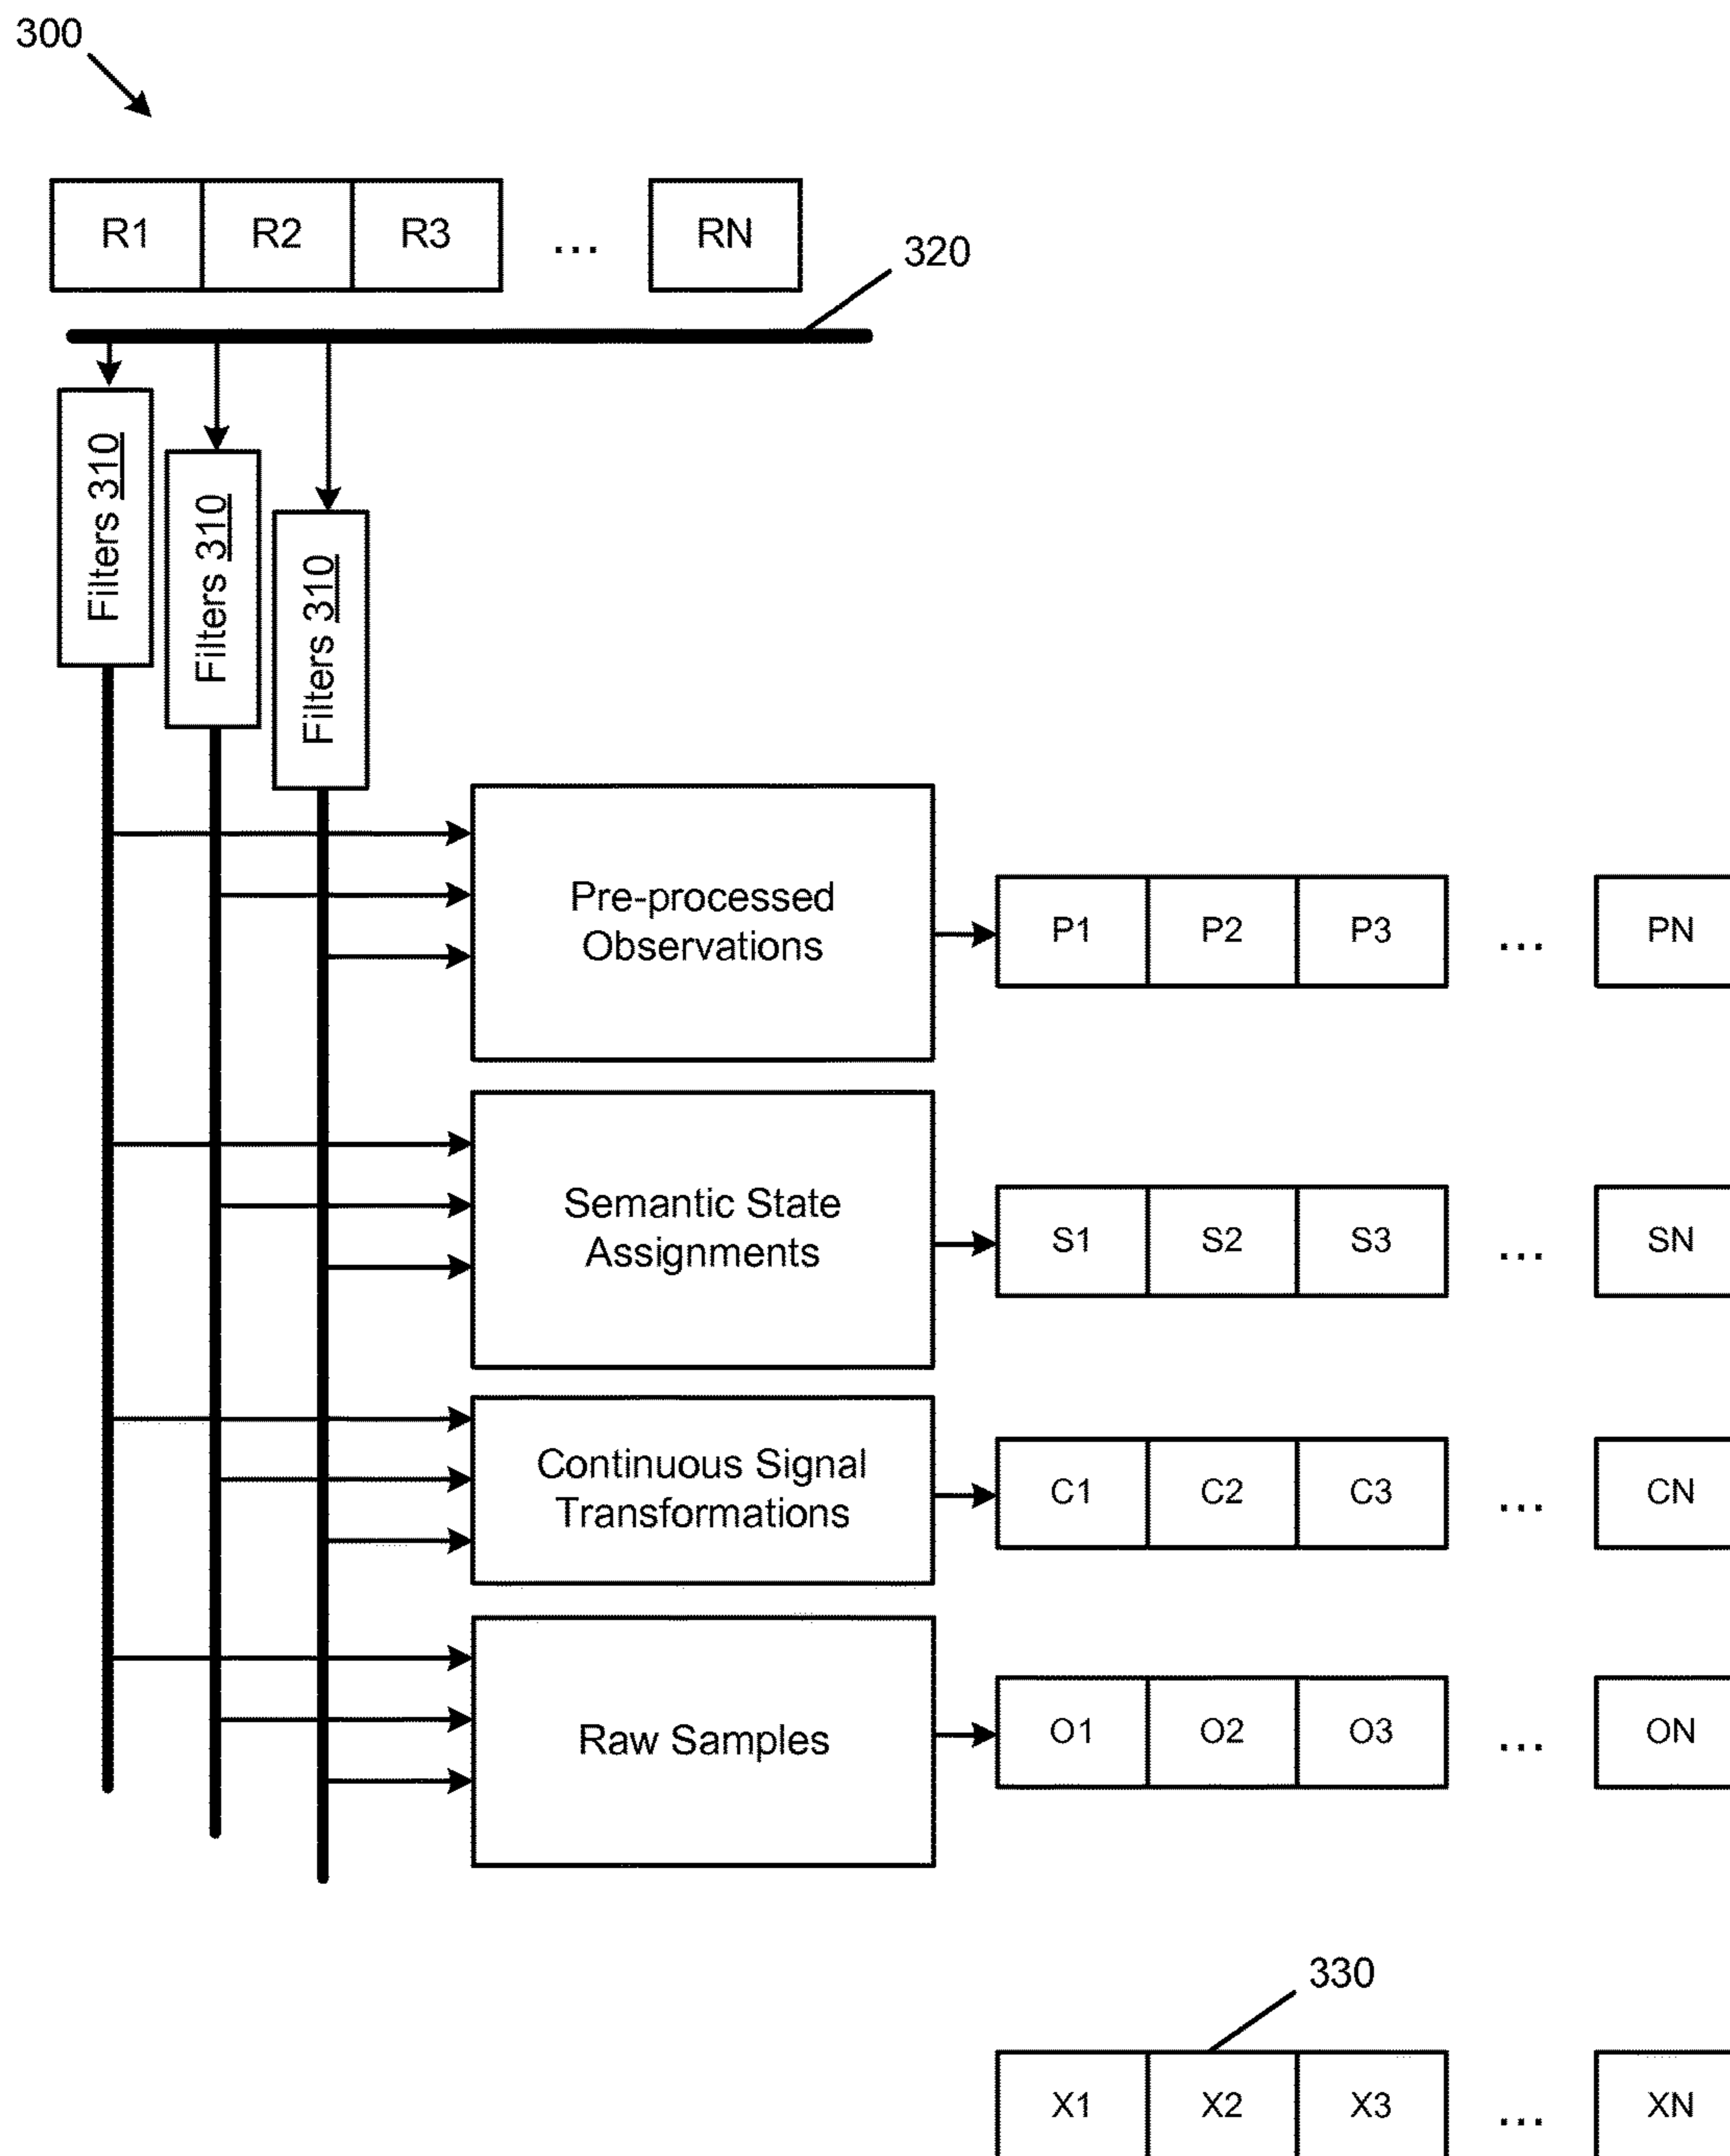 300
R1 R2 R3 ... RN
320
Filters 310
Filters 310
Filters 310
Pre-processed
Observations
P1 P2 P3 ... PN
Semantic State
Assignments
S1 S2 S3 ... SN
Continuous Signal
Transformations
C1 C2 C3 ... CN
Raw Samples
O1 O2 O3 ... ON
330
X1 X2 X3 ... XN